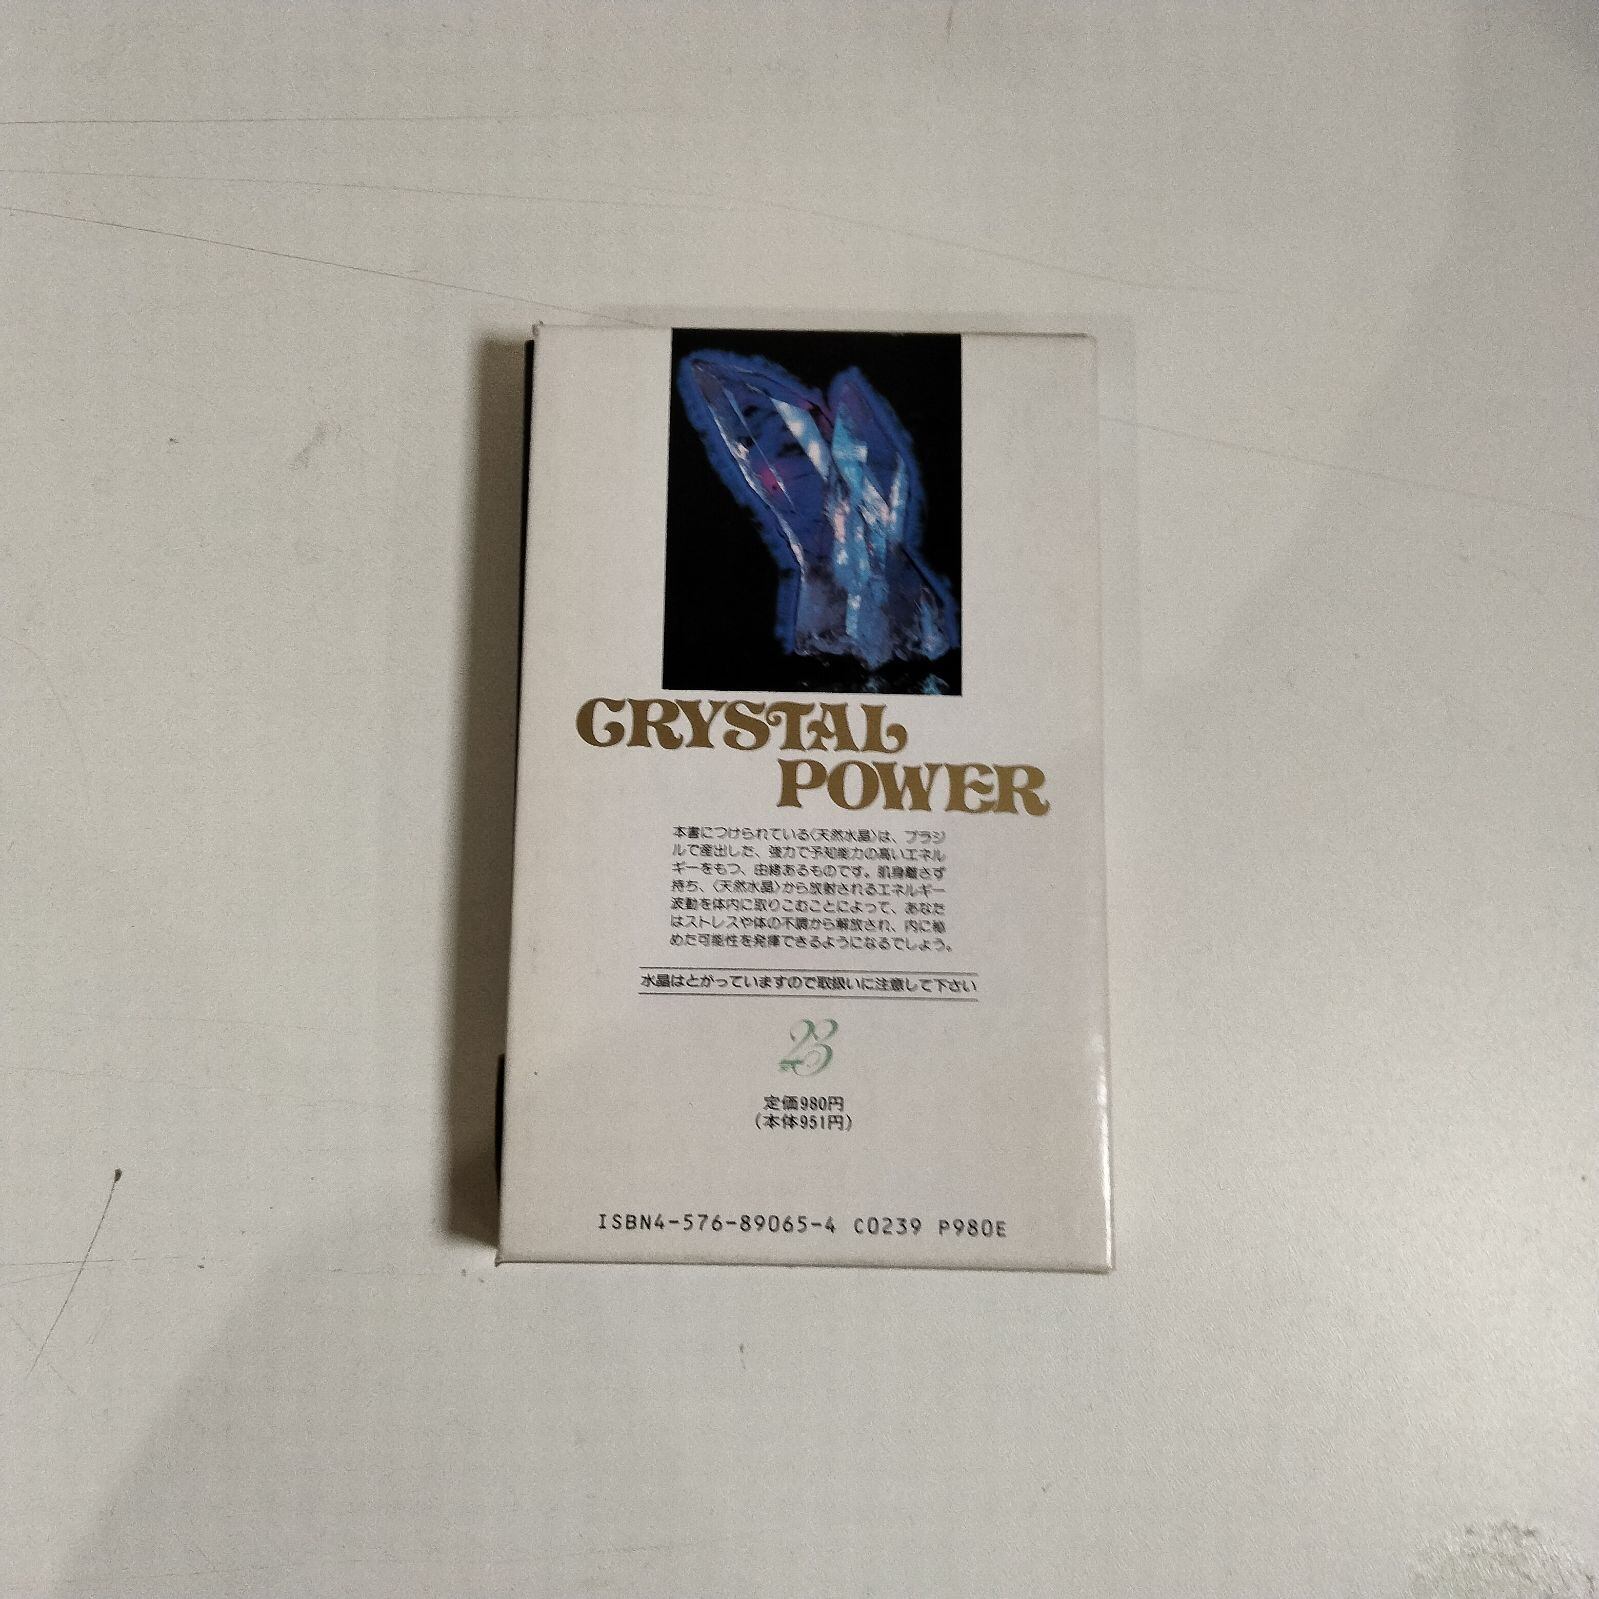 CRYSTAL
POWER
本書につけられている〈天然水晶〉は、ブラジ
ルで産出した、強力で予知能力の高いエネル
ギーをもつ、由緒あるものです。肌身離さず
持ち、〈天然水晶〉から放射されるエネルギー
波動を体内に取りこむことによって、あなた
はストレスや体の不調から解放され、内に秘
めた可能性を発揮できるようになるでしょう。
水晶はとがっていますので取扱いに注意して下さい
23
定価980円
(本体951円)
ISBN4-576-89065-4 C0239 P980E